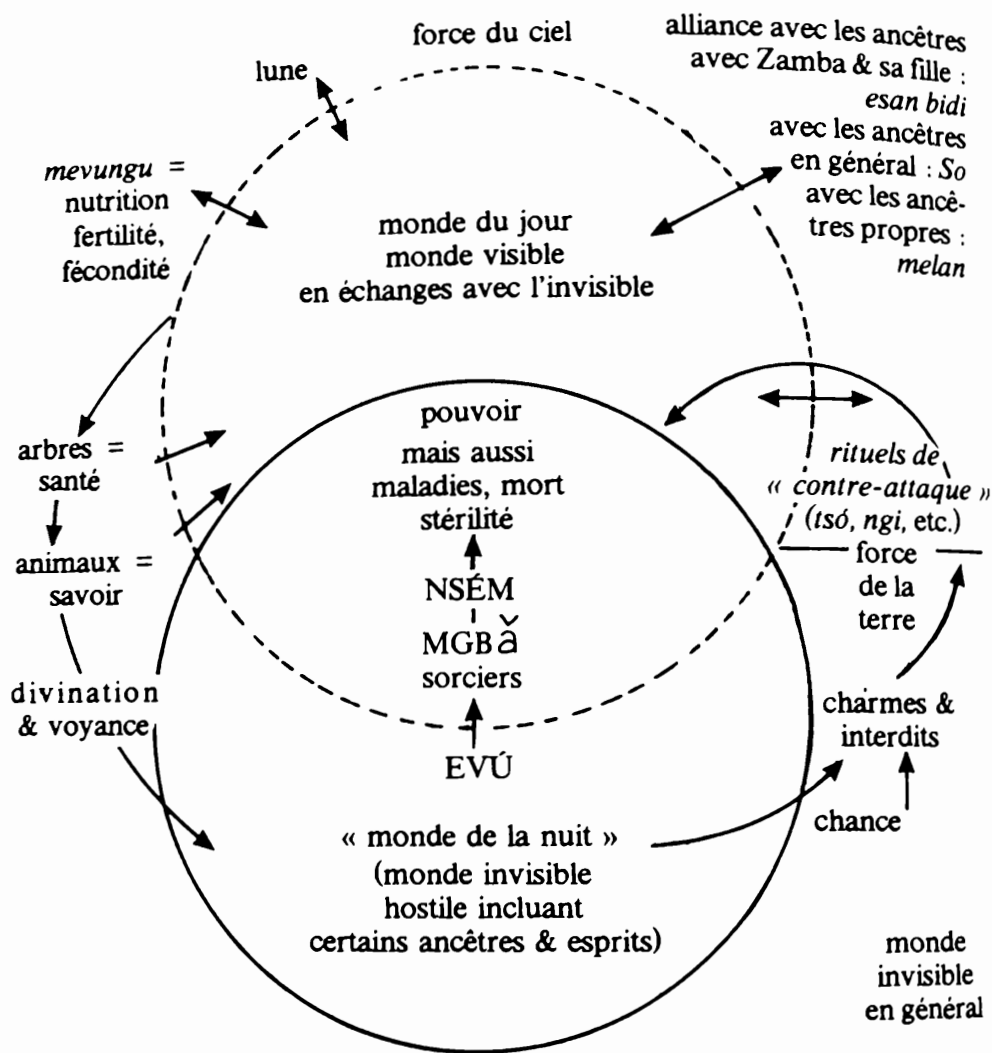 force du ciel
lune
alliance avec les ancêtres
avec Zamba & sa fille :
esan bidi
avec les ancêtres
en général : So
avec les ancê-
tres propres :
melan
mevungu =
nutrition
fertilité,
fécondité
monde du jour
monde visible
en échanges avec l'invisible
pouvoir
mais aussi
maladies, mort
stérilité
NSÉM
MGBǍ
sorciers
EVÚ
arbres =
santé
animaux =
savoir
divination
& voyance
rituels de
« contre-attaque »
(tsó, ngi, etc.)
force
de la
terre
charmes &
interdits
chance
« monde de la nuit »
(monde invisible
hostile incluant
certains ancêtres & esprits)
monde
invisible
en général